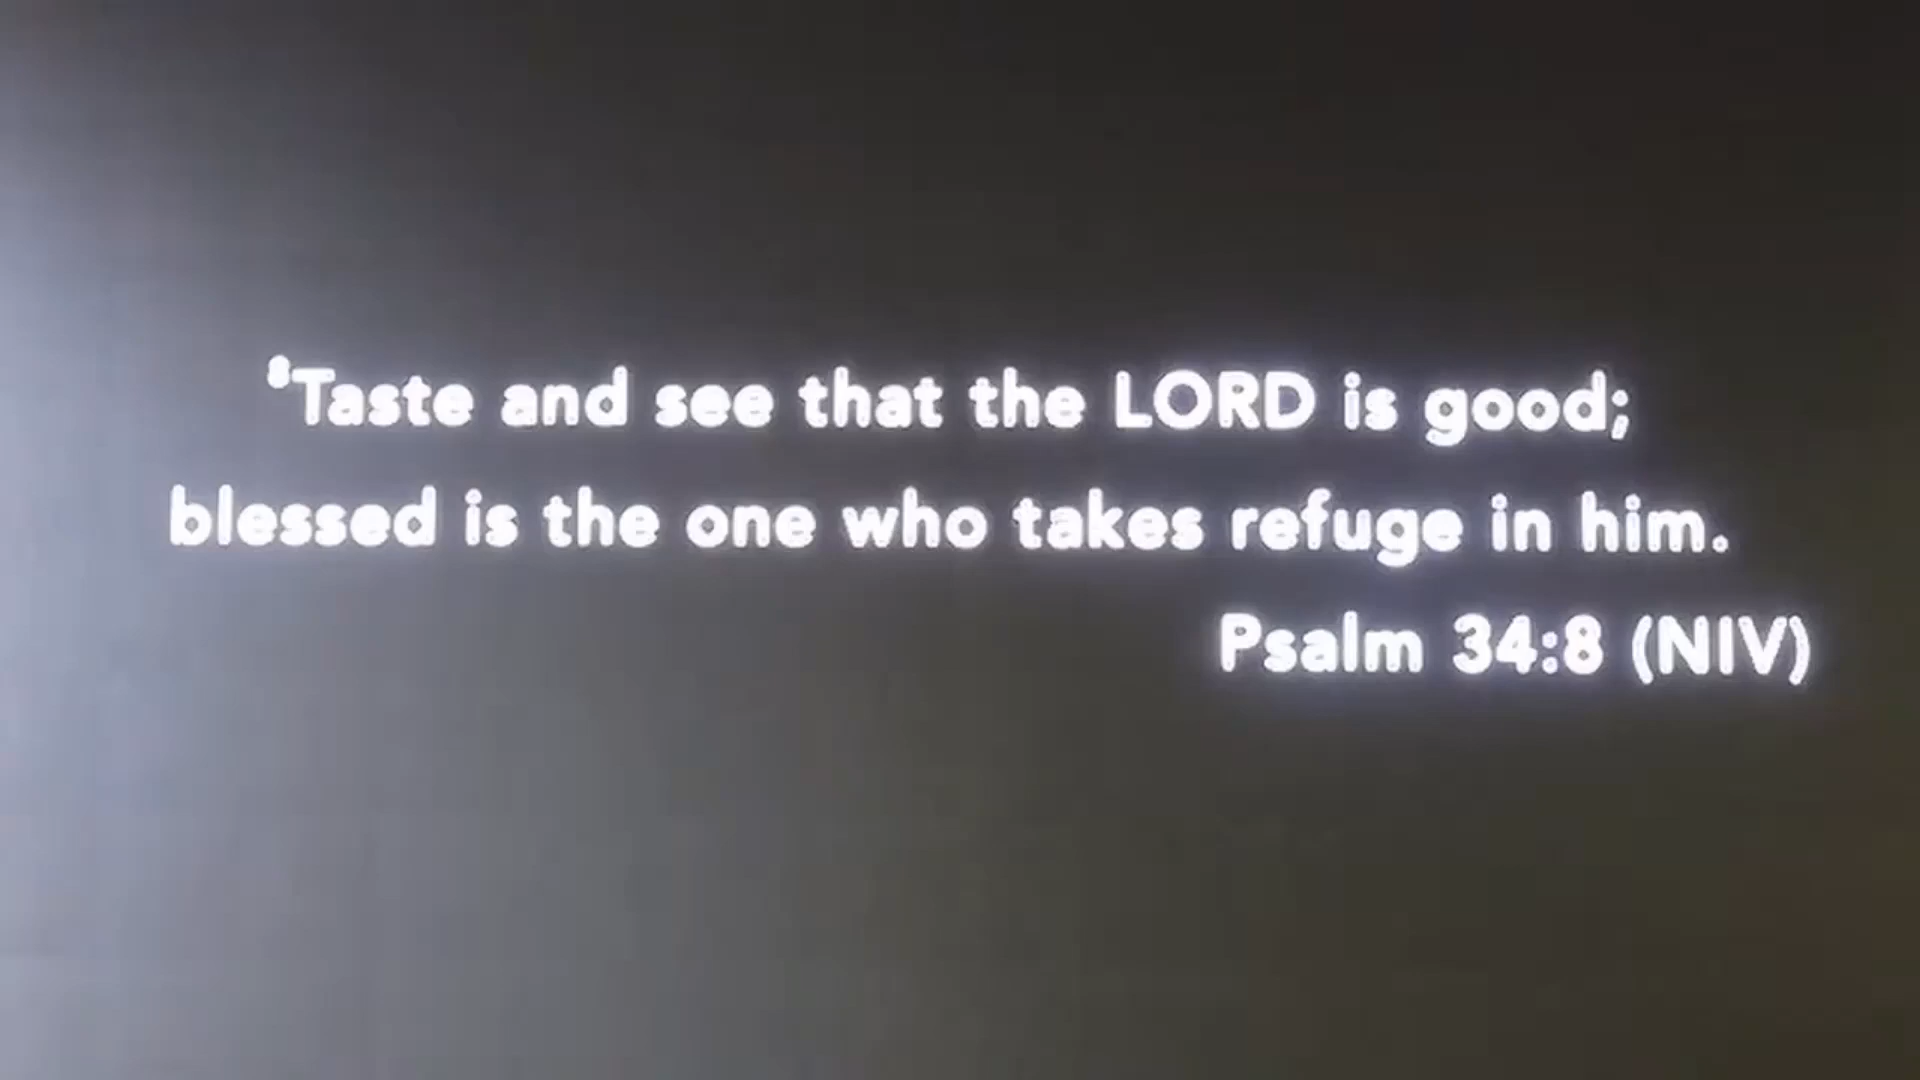 ⁸Taste and see that the LORD is good;
blessed is the one who takes refuge in him.
Psalm 34:8 (NIV)